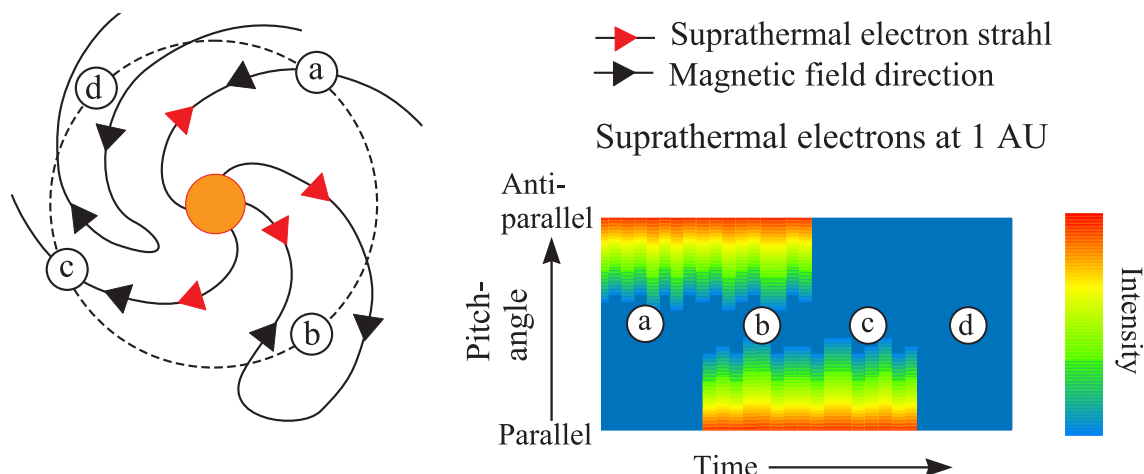 a
d
c
b
Suprathermal electron strahl
Magnetic field direction
Suprathermal electrons at 1 AU
Anti-
parallel
Pitch-
angle
Parallel
a
b
c
d
Time
Intensity